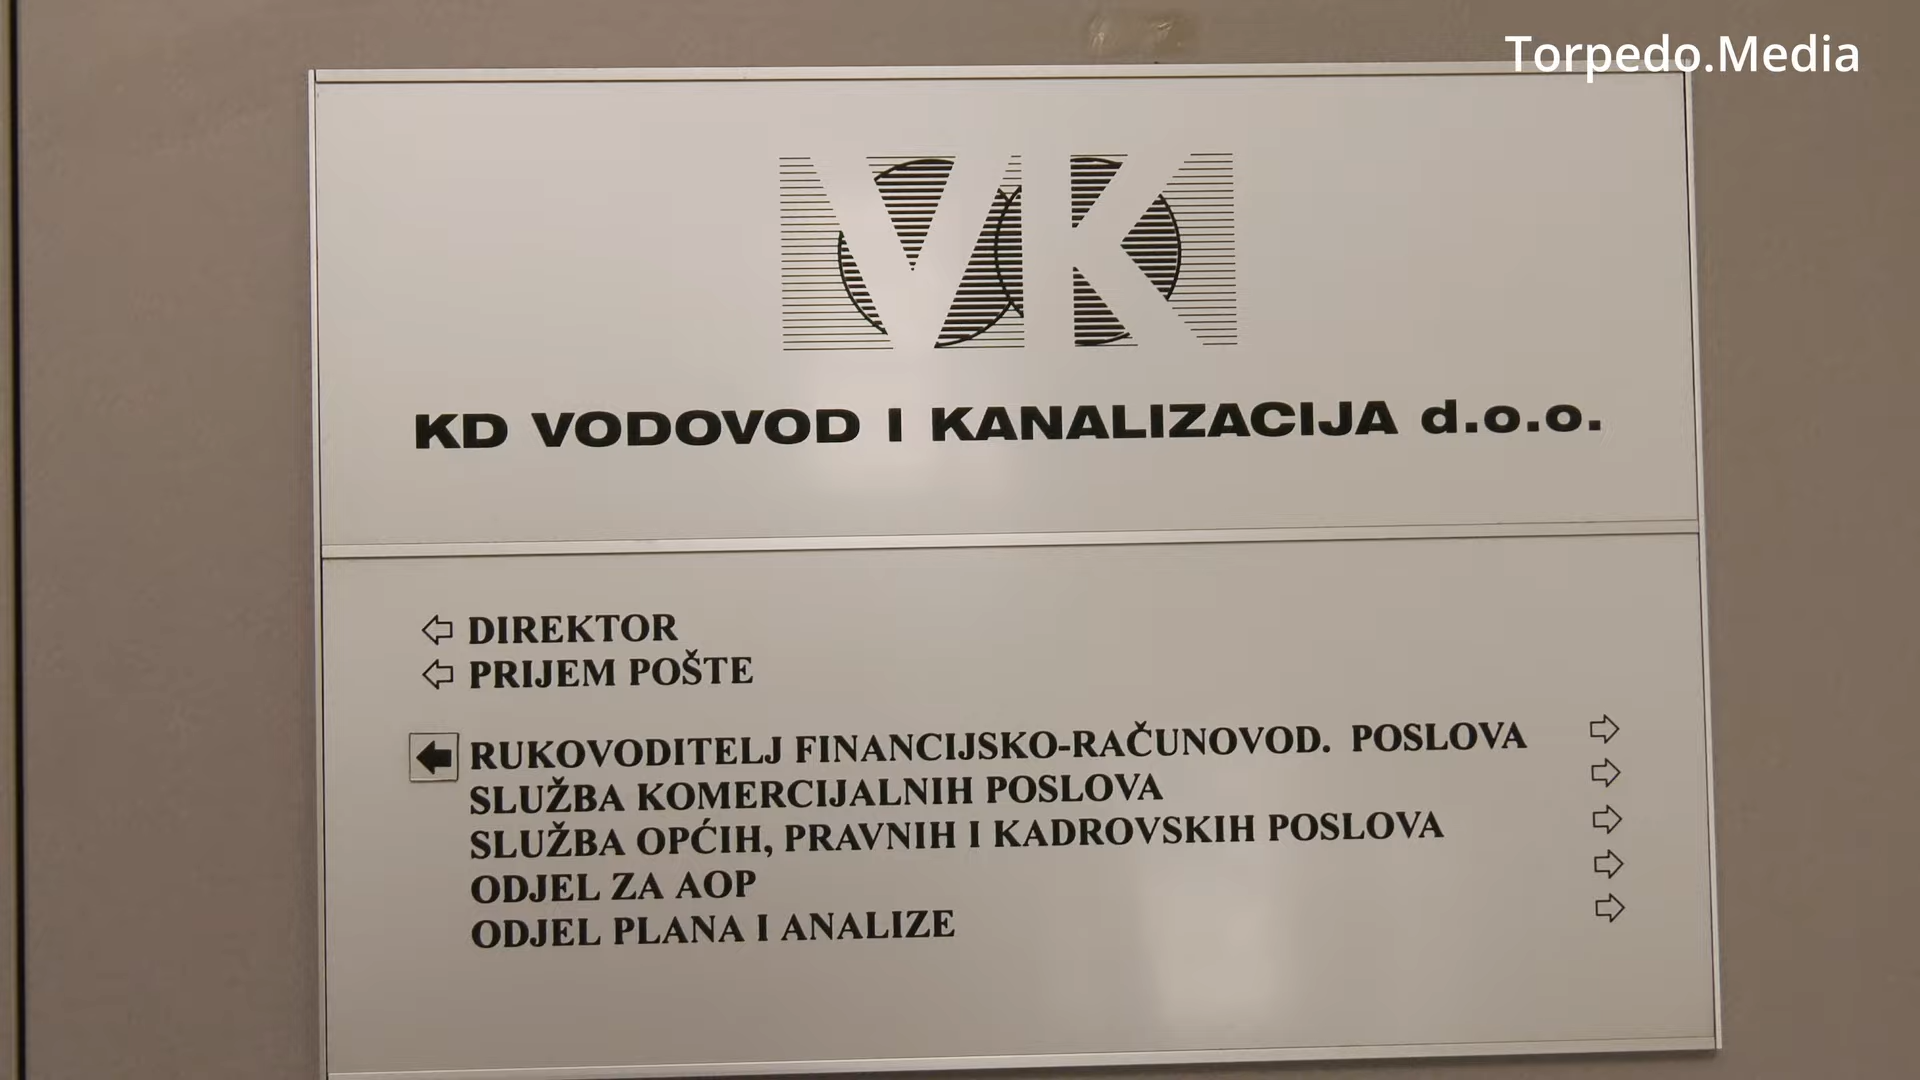 Torpedo.Media
VK
KD VODOVOD I KANALIZACIJA d.o.o.
DIREKTOR
PRIJEM POŠTE
RUKOVODITELJ FINANCIJSKO-RAČUNOVOD. POSLOVA
SLUŽBA KOMERCIJALNIH POSLOVA
SLUŽBA OPĆIH, PRAVNIH I KADROVSKIH POSLOVA
ODJEL ZA AOP
ODJEL PLANA I ANALIZE